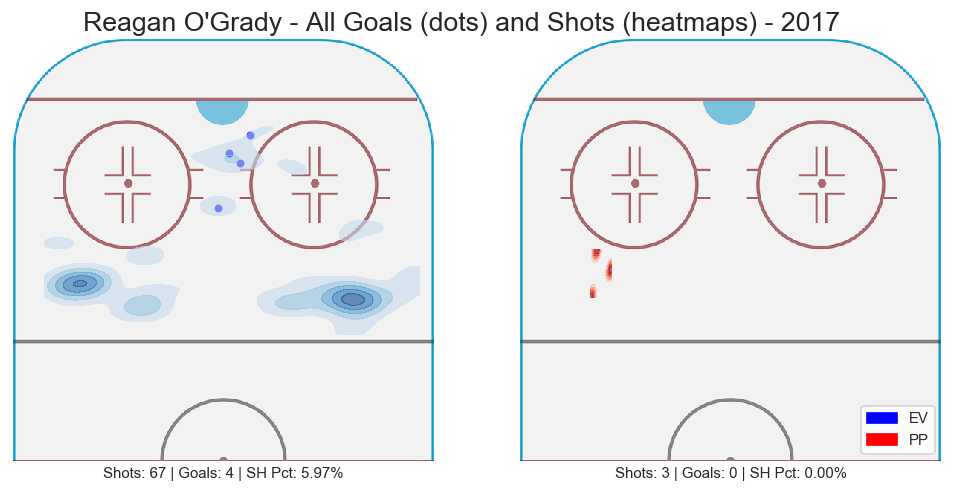 Reagan O'Grady - All Goals (dots) and Shots (heatmaps) - 2017
EV
PP
Shots: 67 | Goals: 4 | SH Pct: 5.97%
Shots: 3 | Goals: 0 | SH Pct: 0.00%